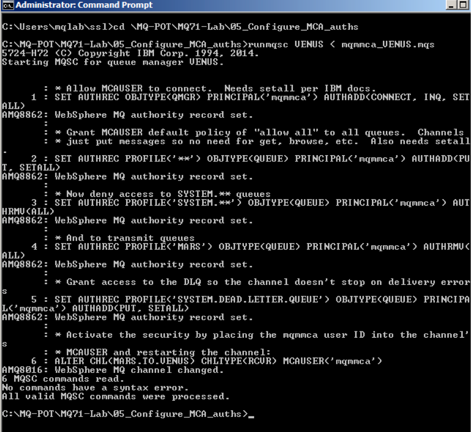 Administrator: Command Prompt
C:\Users\mqlab\ssl>cd \MQ-POT\MQ71-Lab\05_Configure_MCA_auths
C:\MQ-POT\MQ71-Lab\05_Configure_MCA_auths>runmqsc VENUS < mqmmca_VENUS.mqs
5724-H72 (C) Copyright IBM Corp. 1994, 2014.
Starting MQSC for queue manager VENUS.
: * Allow MCAUSER to connect.  Needs setall per IBM docs.
1 : SET AUTHREC OBJTYPE(QMGR) PRINCIPAL('mqmmca') AUTHADD(CONNECT, INQ, SET
ALL)
AMQ8862: WebSphere MQ authority record set.
:
: * Grant MCAUSER default policy of "allow all" to all queues.  Channels
: * just put messages so no need for get, browse, etc.  Also needs setall
.
2 : SET AUTHREC PROFILE('**') OBJTYPE(QUEUE) PRINCIPAL('mqmmca') AUTHADD(PU
T, SETALL)
AMQ8862: WebSphere MQ authority record set.
:
: * Now deny access to SYSTEM.** queues
3 : SET AUTHREC PROFILE('SYSTEM.**') OBJTYPE(QUEUE) PRINCIPAL('mqmmca') AUT
HRMV(ALL)
AMQ8862: WebSphere MQ authority record set.
:
: * And to transmit queues
4 : SET AUTHREC PROFILE('MARS') OBJTYPE(QUEUE) PRINCIPAL('mqmmca') AUTHRMV(
ALL)
AMQ8862: WebSphere MQ authority record set.
:
: * Grant access to the DLQ so the channel doesn't stop on delivery error
s
5 : SET AUTHREC PROFILE('SYSTEM.DEAD.LETTER.QUEUE') OBJTYPE(QUEUE) PRINCIPA
L('mqmmca') AUTHADD(PUT, SETALL)
AMQ8862: WebSphere MQ authority record set.
:
: * Activate the security by placing the mqmmca user ID into the channel'
s
: * MCAUSER and restarting the channel:
6 : ALTER CHL(MARS.TO.VENUS) CHLTYPE(RCVR) MCAUSER('mqmmca')
AMQ8016: WebSphere MQ channel changed.
6 MQSC commands read.
No commands have a syntax error.
All valid MQSC commands were processed.
C:\MQ-POT\MQ71-Lab\05_Configure_MCA_auths>_